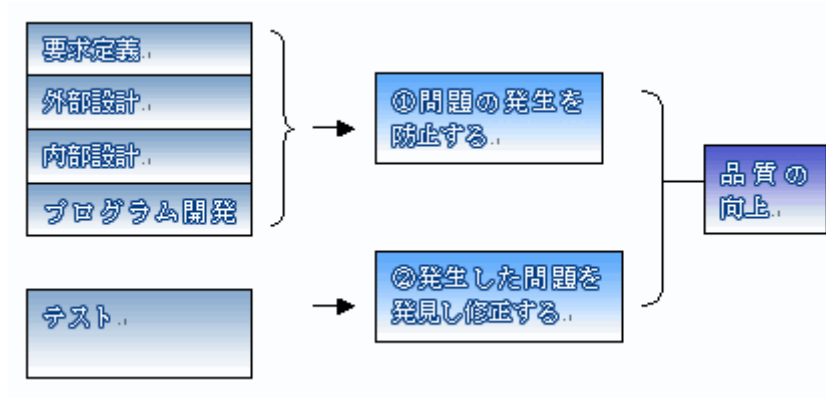 要求定義
外部設計
内部設計
プログラム開発
①問題の発生を
防止する
テスト
②発生した問題を
発見し修正する
品質の
向上